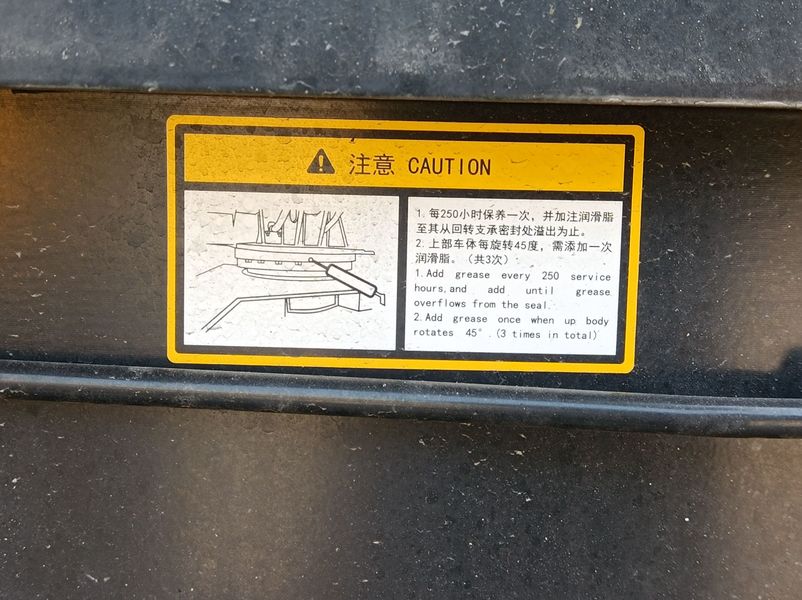 注意 CAUTION
1. 每250小时保养一次，并加注润滑脂
至其从回转支承密封处溢出为止。
2. 上部车体每旋转45度，需添加一次
润滑脂。（共3次）
1.Add grease every 250 service
hours,and add until grease
overflows from the seal.
2.Add grease once when up body
rotates 45°.(3 times in total)